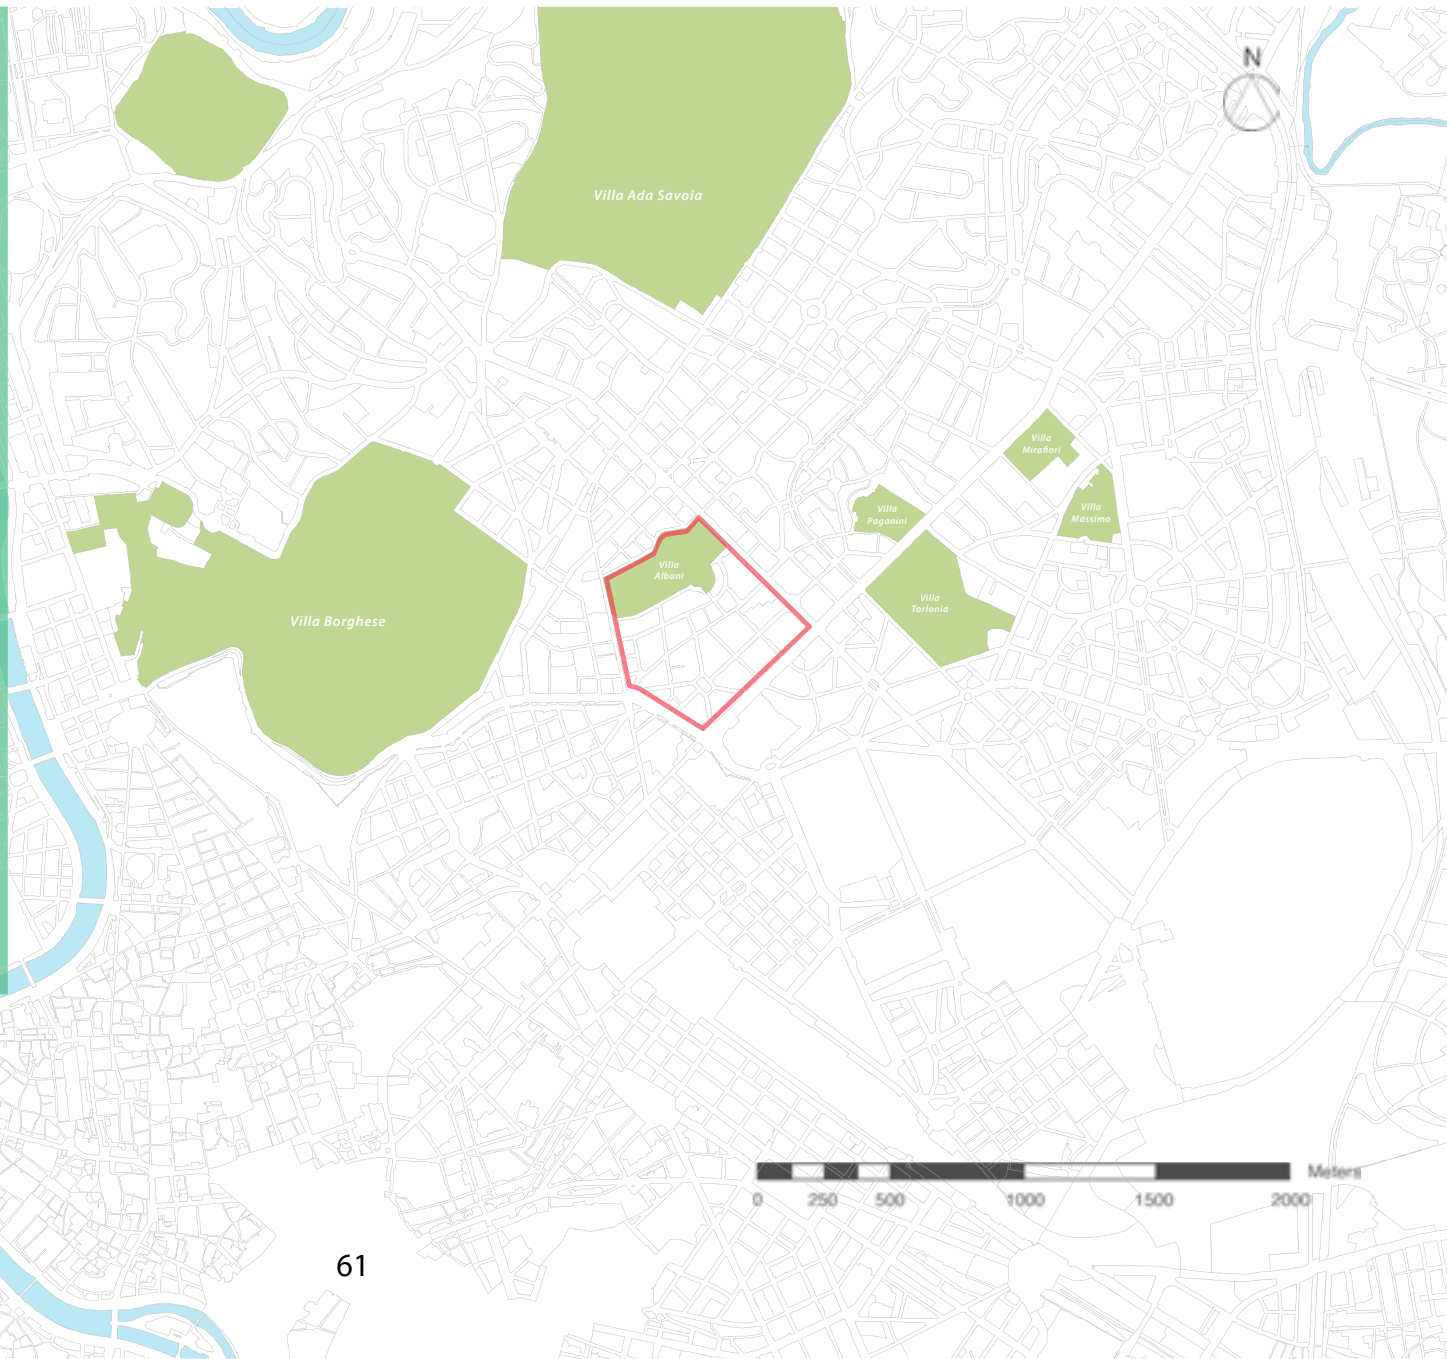 N
Villa Ada Savoia
Villa
Mirafiori
Villa
Massimo
Villa
Paganini
Villa
Albani
Villa
Torlonia
Villa Borghese
Meters
0 250 500 1000 1500 2000
61